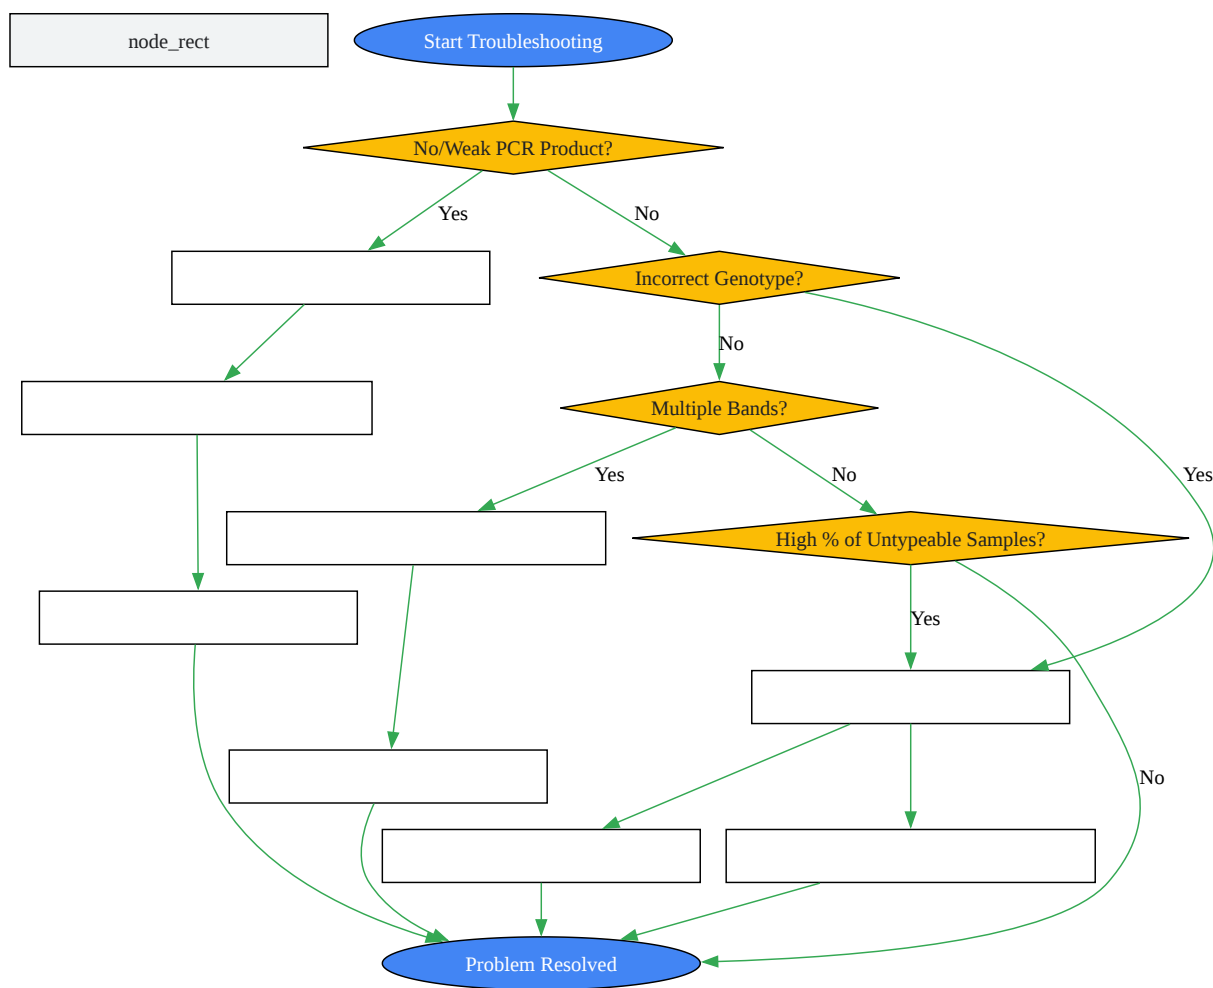 node_rect
Start Troubleshooting
No/Weak PCR Product?
Yes
No
Incorrect Genotype?
No
Multiple Bands?
Yes
No
Yes
High % of Untypeable Samples?
Yes
No
Problem Resolved